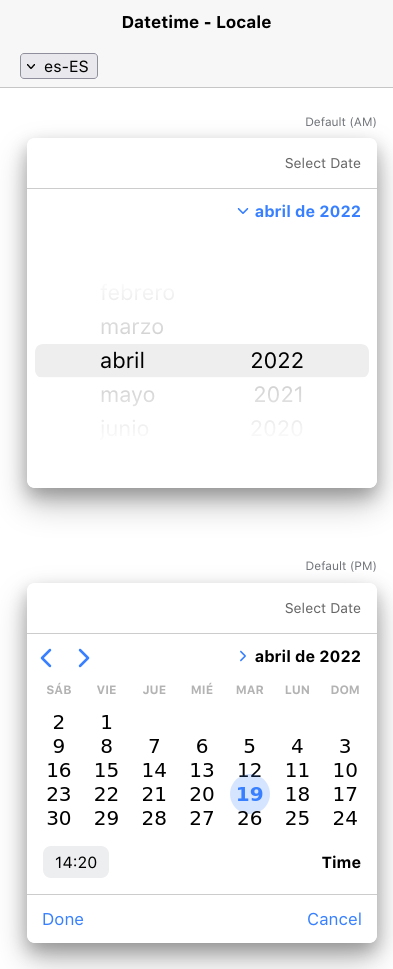 Datetime - Locale
es-ES
Default (AM)
Select Date
abril de 2022
febrero
marzo
abril 2022
mayo 2021
junio 2020
Default (PM)
Select Date
abril de 2022
SÁB VIE JUE MIÉ MAR LUN DOM
2 1
9 8 7 6 5 4 3
16 15 14 13 12 11 10
23 22 21 20 19 18 17
30 29 28 27 26 25 24
14:20 Time
Done Cancel